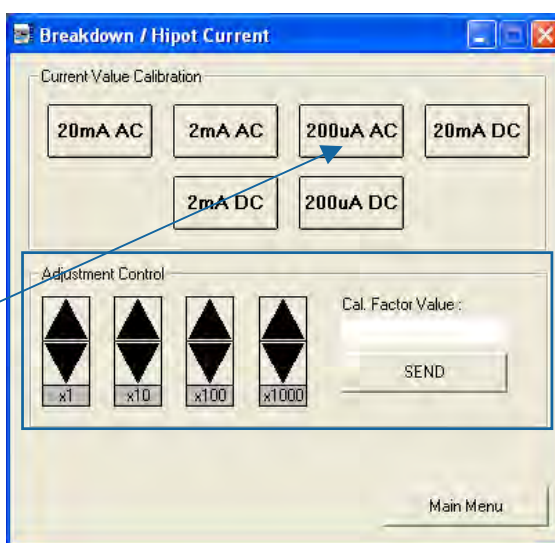 Breakdown / Hipot Current
Current Value Calibration
20mA AC 2mA AC 200uA AC 20mA DC
2mA DC 200uA DC
Adjustment Control
Cal. Factor Value :
SEND
x1 x10 x100 x1000
Main Menu